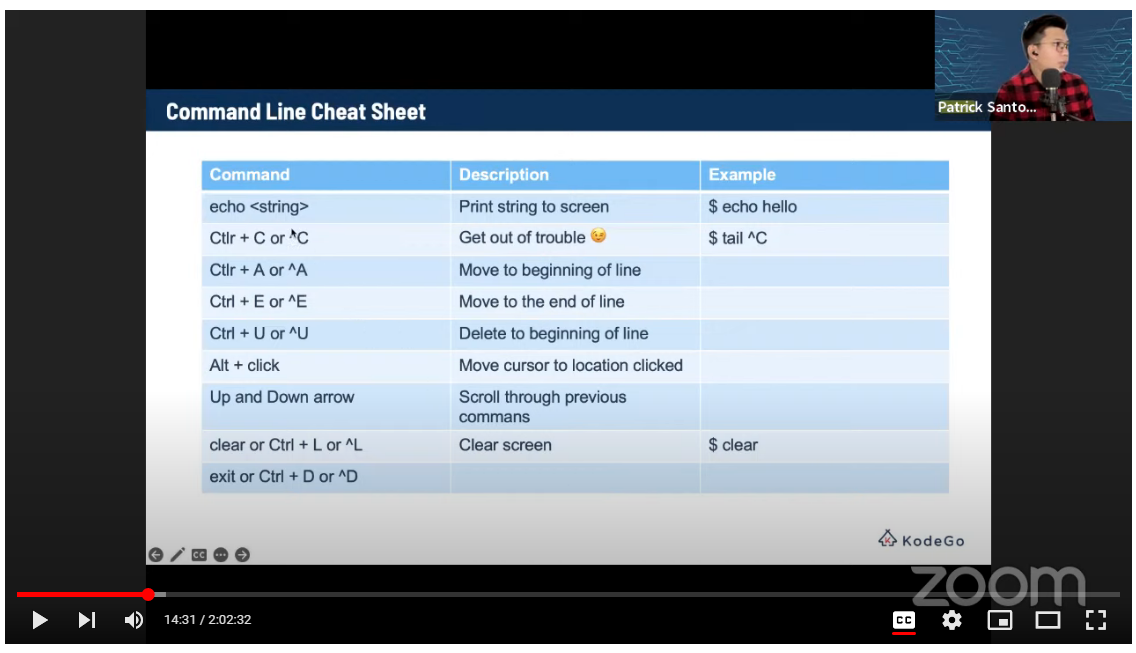 Patrick Santo...
Command Line Cheat Sheet
Command Description Example
echo <string> Print string to screen $ echo hello
Ctlr + C or ^C Get out of trouble 😉 $ tail ^C
Ctlr + A or ^A Move to beginning of line
Ctrl + E or ^E Move to the end of line
Ctrl + U or ^U Delete to beginning of line
Alt + click Move cursor to location clicked
Up and Down arrow Scroll through previous
commans
clear or Ctrl + L or ^L Clear screen $ clear
exit or Ctrl + D or ^D
KodeGo
CC
zoom
14:31 / 2:02:32
CC